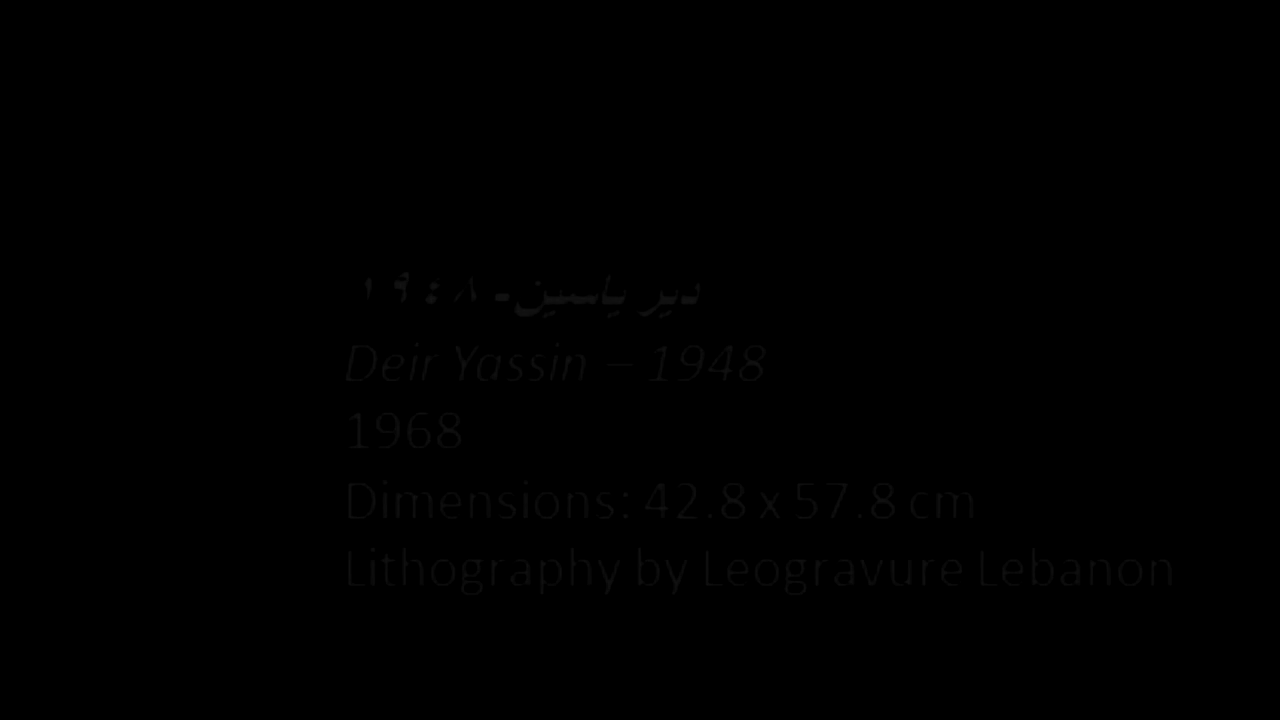 دير ياسين- ١٩٤٨
Deir Yassin – 1948
1968
Dimensions: 42.8 x 57.8 cm
Lithography by Leogravure Lebanon